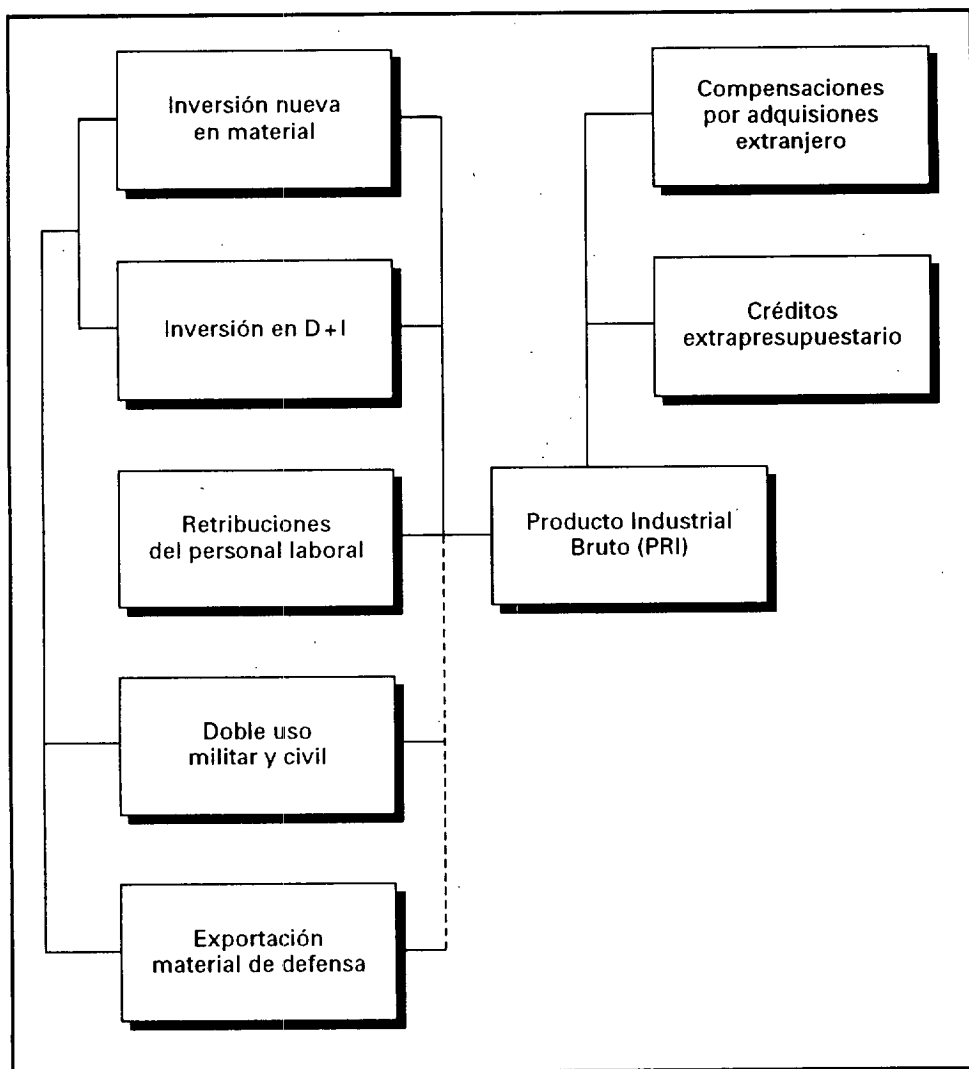 Inversión nueva
en material
Inversión en D+I
Retribuciones
del personal laboral
Doble uso
militar y civil
Exportación
material de defensa
Producto Industrial
Bruto (PRI)
Compensaciones
por adquisiones
extranjero
Créditos
extrapresupuestario